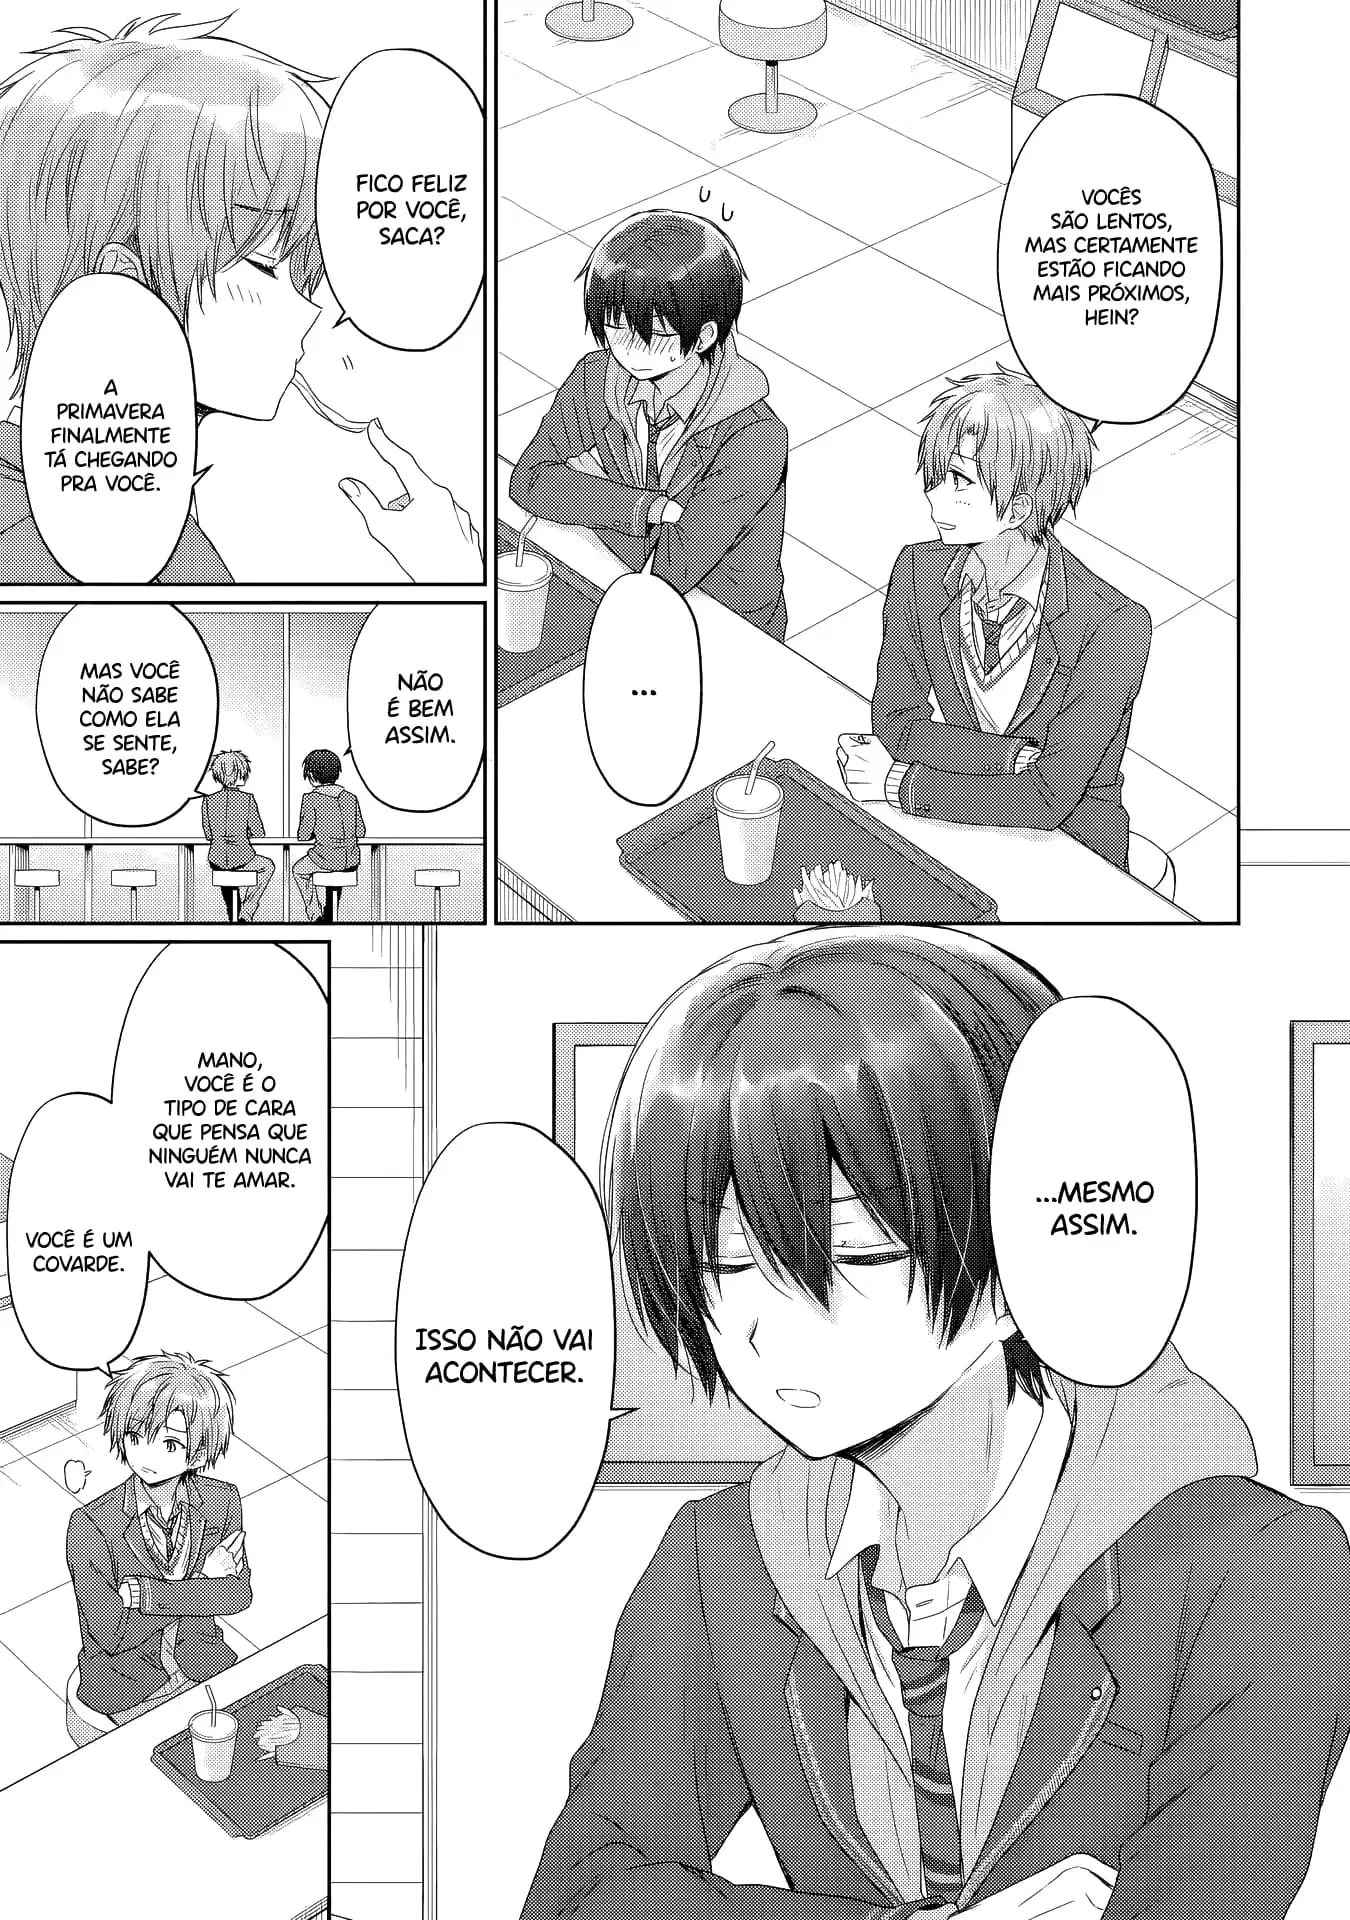 VOCÊS
SÃO LENTOS,
MAS CERTAMENTE
ESTÃO FICANDO
MAIS PRÓXIMOS,
HEIN?
...
FICO FELIZ
POR VOCÊ,
SACA?
A
PRIMAVERA
FINALMENTE
TÁ CHEGANDO
PRA VOCÊ.
NÃO
É BEM
ASSIM.
MAS VOCÊ
NÃO SABE
COMO ELA
SE SENTE,
SABE?
...MESMO
ASSIM.
ISSO NÃO VAI
ACONTECER.
MANO,
VOCÊ É O
TIPO DE CARA
QUE PENSA QUE
NINGUÉM NUNCA
VAI TE AMAR.
VOCÊ É UM
COVARDE.